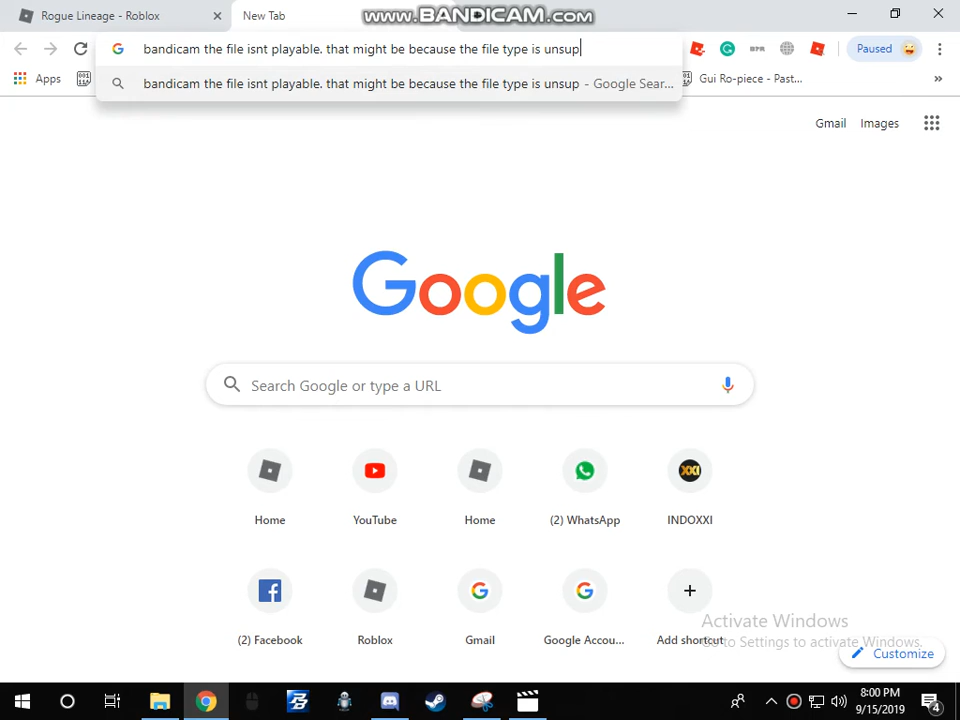 Rogue Lineage - Roblox
New Tab
www.BANDICAM.com
bandicam the file isnt playable. that might be because the file type is unsup
Paused
bandicam the file isnt playable. that might be because the file type is unsup - Google Sear...
Apps
Gui Ro-piece - Past...
»
Gmail Images
Google
Search Google or type a URL
XXI
Home YouTube Home (2) WhatsApp INDOXXI
(2) Facebook Roblox Gmail Google Accou... Add shortcut
Activate Windows
Go to Settings to activate Windows.
Customize
8:00 PM
9/15/2019
4